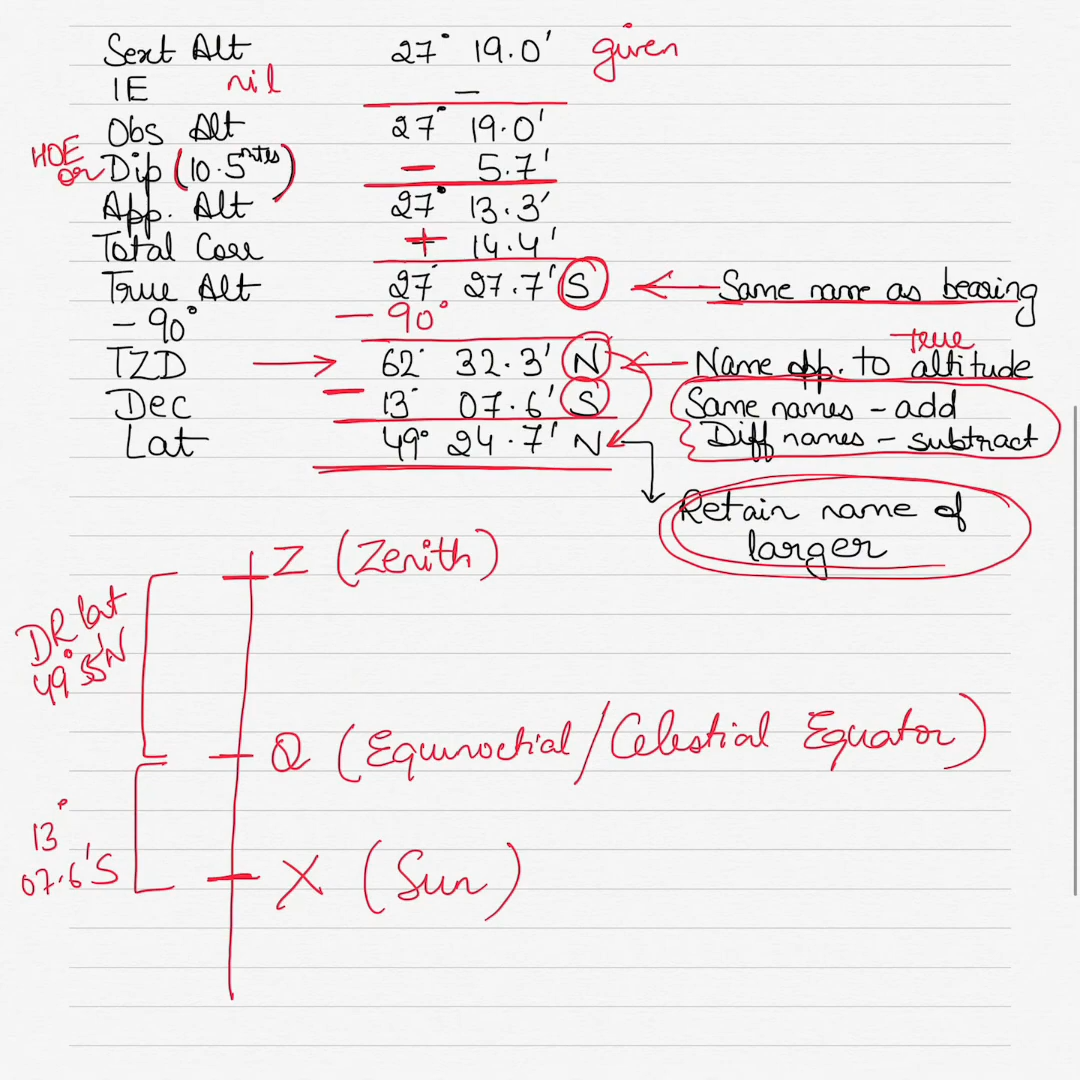 Sext Alt 27° 19.0' given
IE nil –
Obs Alt 27° 19.0'
HOE or Dip (10.5 mtrs) – 5.7'
App. Alt 27° 13.3'
Total Corr + 14.4'
True Alt 27° 27.7' S ← Same name as bearing
-90° – 90°
TZD → 62° 32.3' N ← Name opp. to true altitude
Dec – 13° 07.6' S Same names - add
Diff names - subtract
Lat 49° 24.7' N
Retain name of
larger
Z (Zenith)
DR lat
49° 55' N
Q (Equinoctial/Celestial Equator)
13°
07.6' S
X (Sun)